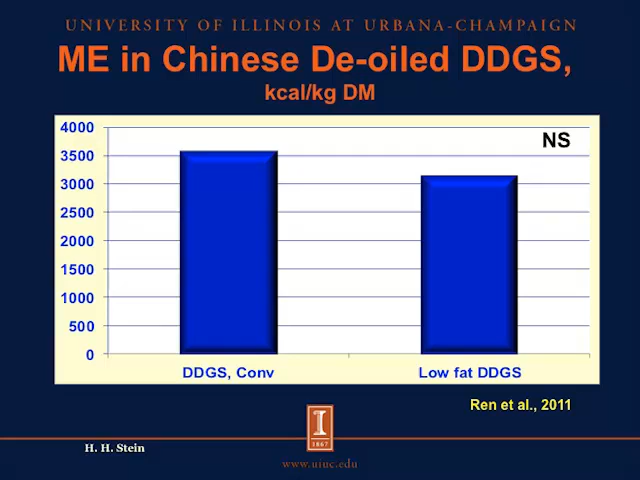 UNIVERSITY OF ILLINOIS AT URBANA-CHAMPAIGN
ME in Chinese De-oiled DDGS,
kcal/kg DM
NS
4000
3500
3000
2500
2000
1500
1000
500
0
DDGS, Conv
Low fat DDGS
Ren et al., 2011
I
1867
H. H. Stein
www.uiuc.edu